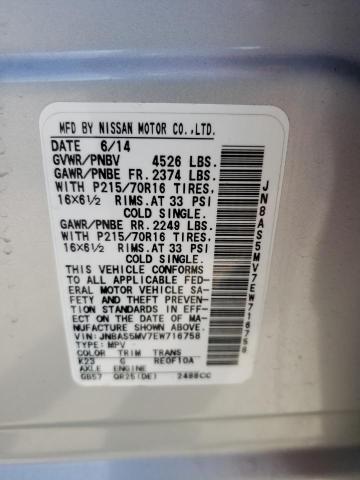 MFD BY NISSAN MOTOR CO.,LTD.
DATE 6/14
GVWR/PNBV 4526 LBS.
GAWR/PNBE FR. 2374 LBS.
WITH P215/70R16 TIRES,
16×6½ RIMS.AT 33 PSI
COLD SINGLE.
GAWR/PNBE RR. 2249 LBS.
WITH P215/70R16 TIRES,
16×6½ RIMS.AT 33 PSI
COLD SINGLE.
THIS VEHICLE CONFORMS
TO ALL APPLICABLE FED-
ERAL MOTOR VEHICLE SA-
FETY AND THEFT PREVEN-
TION STANDARDS IN EFF-
ECT ON THE DATE OF MA-
NUFACTURE SHOWN ABOVE.
VIN:JN8AS5MV7EW716758
TYPE: MPV
COLOR TRIM TRANS
K23 G RE0F10A
AXLE ENGINE
GB57 QR25(DE) 2488CC
JN8AS5MV7EW716758